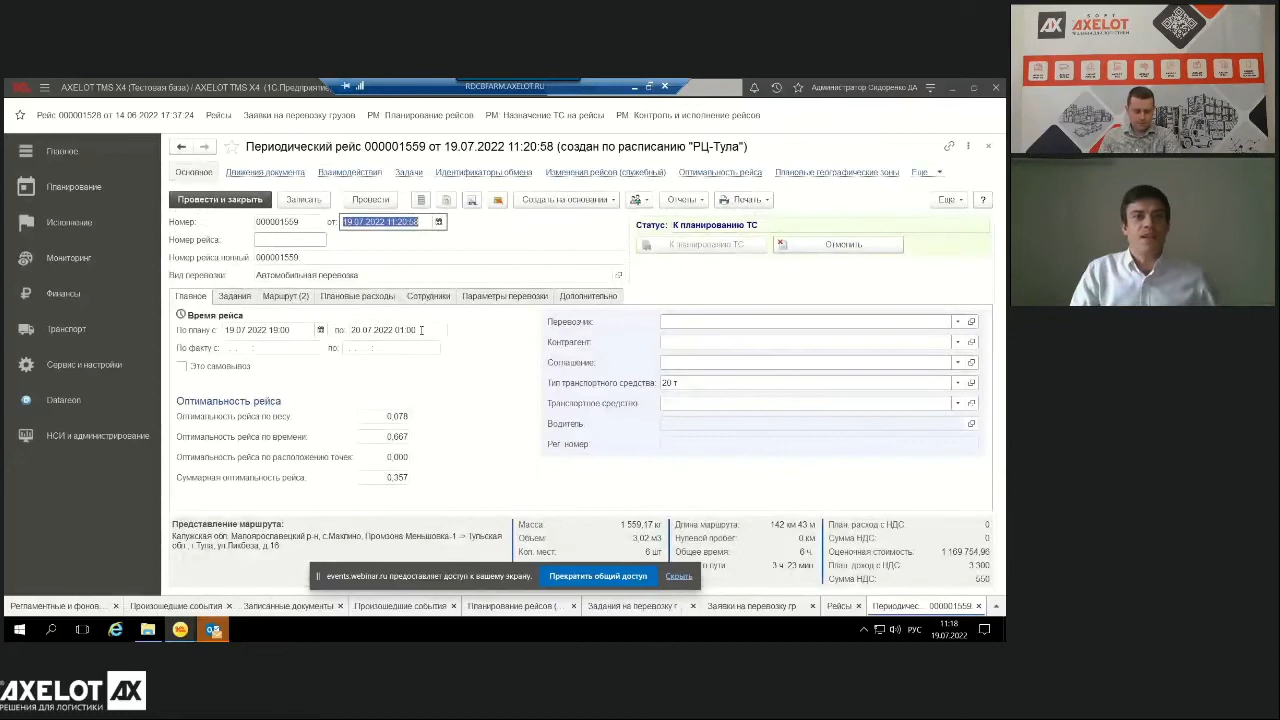 SOFT
AXELOT
РЕШЕНИЯ ДЛЯ ЛОГИСТИКИ
AXELOT TMS X4 (Тестовая база) / AXELOT TMS X4 (1С:Предприятие
RDCBFARM.AXELOT.RU
Администратор Сидоренко ДА
Рейс 000001528 от 14.06.2022 17:37:24
Рейсы
Заявки на перевозку грузов
РМ: Планирование рейсов
РМ: Назначение ТС на рейсы
РМ: Контроль и исполнение рейсов
Главное
Планирование
Исполнение
Мониторинг
Финансы
Транспорт
Сервис и настройки
Datareon
НСИ и администрирование
Периодический рейс 000001559 от 19.07.2022 11:20:58 (создан по расписанию "РЦ-Тула")
Основное Движения документа Взаимодействия Задачи Идентификаторы обмена Изменения рейсов (служебный) Оптимальность рейса Плановые географические зоны Еще
Провести и закрыть Записать Провести Создать на основании Отчеты Печать Еще ?
Номер: 000001559 от: 19.07.2022 11:20:58
Номер рейса:
Номер рейса полный: 000001559
Вид перевозки: Автомобильная перевозка
Статус: К планированию ТС
К планированию ТС Отменить
Главное Задания Маршрут (2) Плановые расходы Сотрудники Параметры перевозки Дополнительно
Время рейса
По плану с: 19.07.2022 19:00 по: 20.07.2022 01:00
По факту с: . . : по: . . :
Это самовывоз
Оптимальность рейса
Оптимальность рейса по весу: 0,078
Оптимальность рейса по времени: 0,667
Оптимальность рейса по расположению точек: 0,000
Суммарная оптимальность рейса: 0,357
Перевозчик:
Контрагент:
Соглашение:
Тип транспортного средства: 20 т
Транспортное средство:
Водитель:
Рег. номер:
Представление маршрута:
Калужская обл, Малоярославецкий р-н, с.Маклино, Промзона Меньшовка-1 -> Тульская
обл , г.Тула, ул.Ликбеза, д.16
Масса: 1 559,17 кг
Объем: 3,02 м3
Кол. мест: 6 шт
Длина маршрута: 142 км 43 м
Нулевой пробег: 0 км
Общее время: 6 ч.
в пути 3 ч 23 мин
План. расход с НДС: 0
Сумма НДС: 0
Оценочная стоимость: 1 169 754,96
План. доход с НДС: 3 300
Сумма НДС: 550
events.webinar.ru предоставляет доступ к вашему экрану. Прекратить общий доступ Скрыть
Регламентные и фонов... Произошедшие события Записанные документы Произошедшие события Планирование рейсов (... Задания на перевозку г Заявки на перевозку гр Рейсы Периодичес... 000001559
РУС
11:18
19.07.2022
AXELOT
РЕШЕНИЯ ДЛЯ ЛОГИСТИКИ